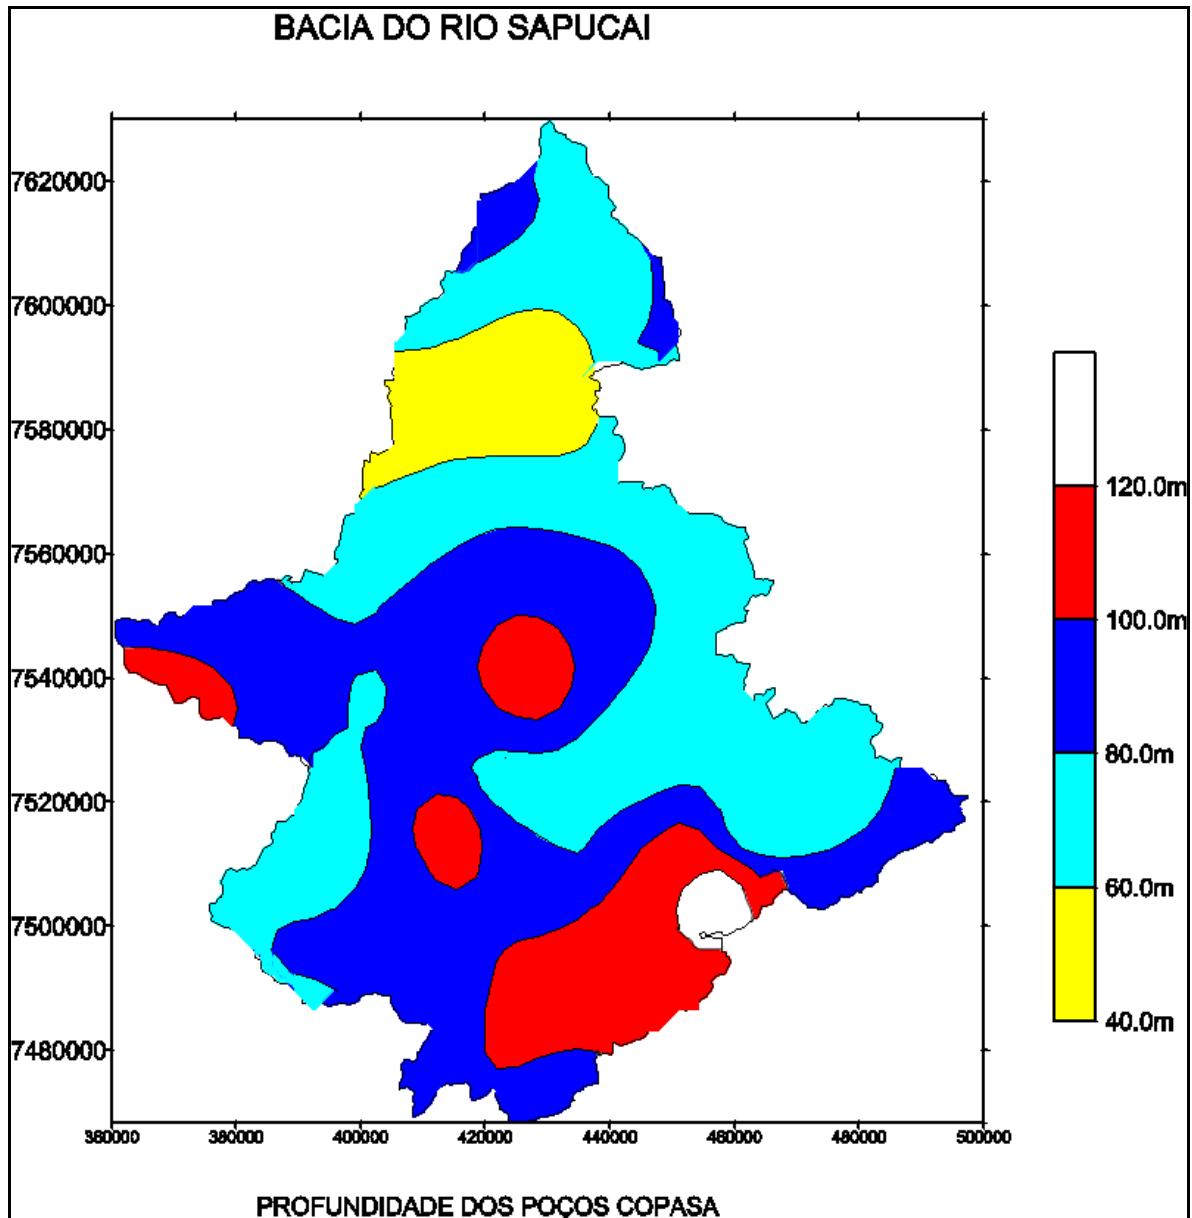 BACIA DO RIO SAPUCAI
7620000
7600000
7580000
7560000
7540000
7520000
7500000
7480000
360000 380000 400000 420000 440000 460000 480000 500000
120.0m
100.0m
80.0m
60.0m
40.0m
PROFUNDIDADE DOS POÇOS COPASA